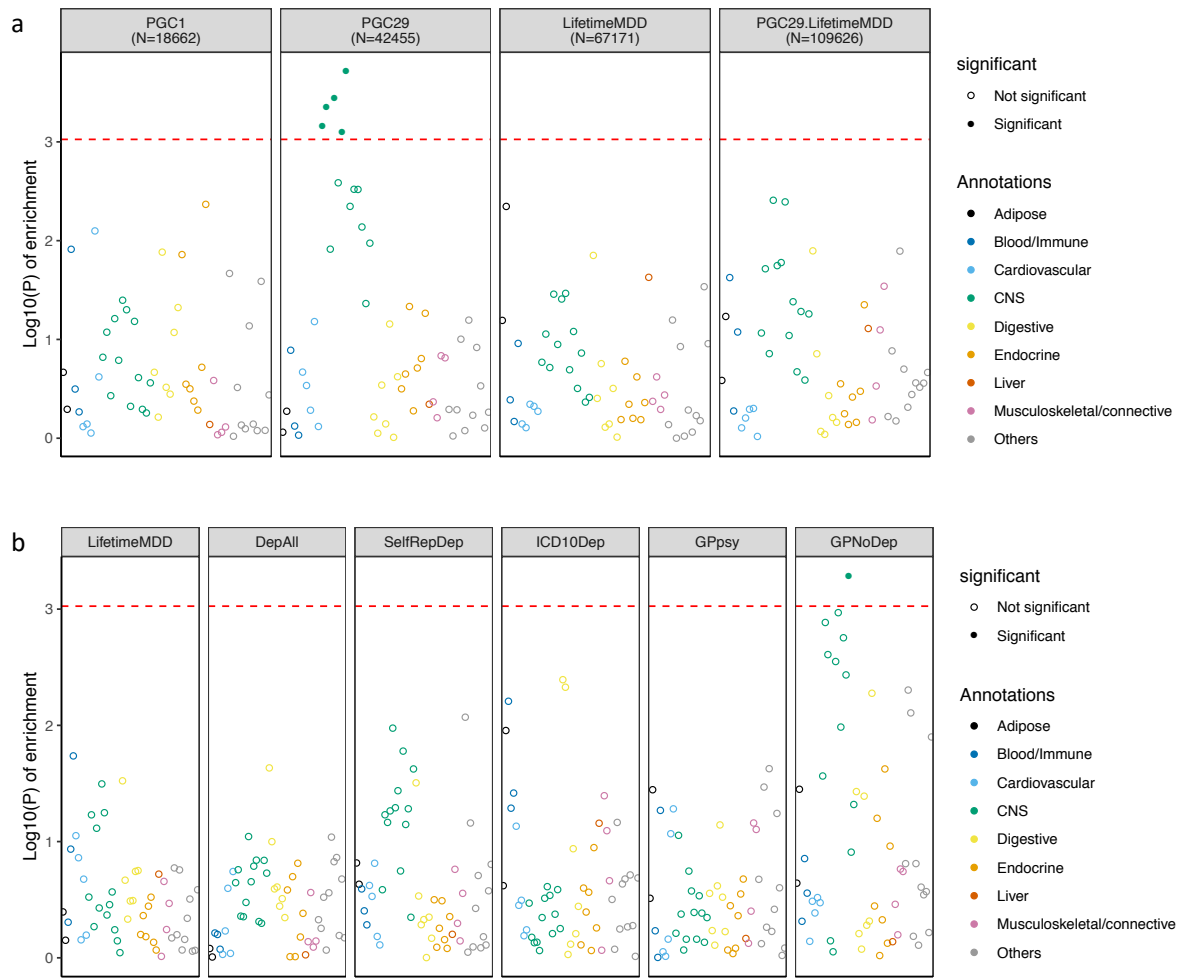 a
PGC1
(N=18662)
PGC29
(N=42455)
LifetimeMDD
(N=67171)
PGC29.LifetimeMDD
(N=109626)
Log10(P) of enrichment
3
2
1
0
significant
Not significant
Significant
Annotations
Adipose
Blood/Immune
Cardiovascular
CNS
Digestive
Endocrine
Liver
Musculoskeletal/connective
Others
b
LifetimeMDD
DepAll
SelfRepDep
ICD10Dep
GPpsy
GPNoDep
Log10(P) of enrichment
3
2
1
0
significant
Not significant
Significant
Annotations
Adipose
Blood/Immune
Cardiovascular
CNS
Digestive
Endocrine
Liver
Musculoskeletal/connective
Others